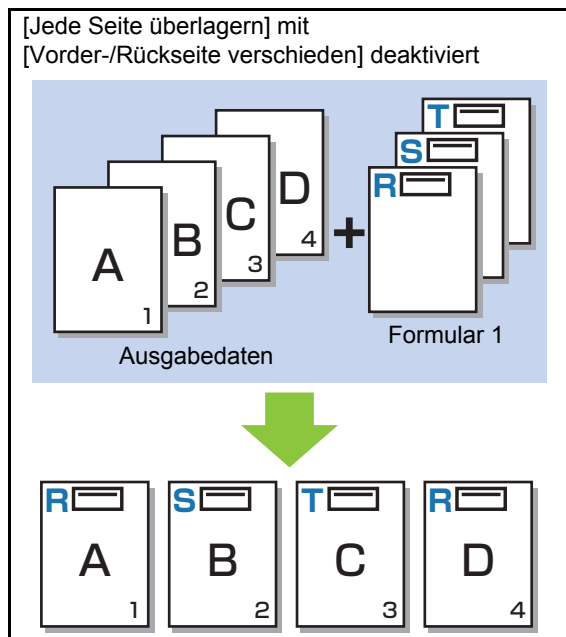 [Jede Seite überlagern] mit
[Vorder-/Rückseite verschieden] deaktiviert
A
1
B
2
C
3
D
4
+
R
S
T
Ausgabedaten
Formular 1
R
A
1
S
B
2
T
C
3
R
D
4